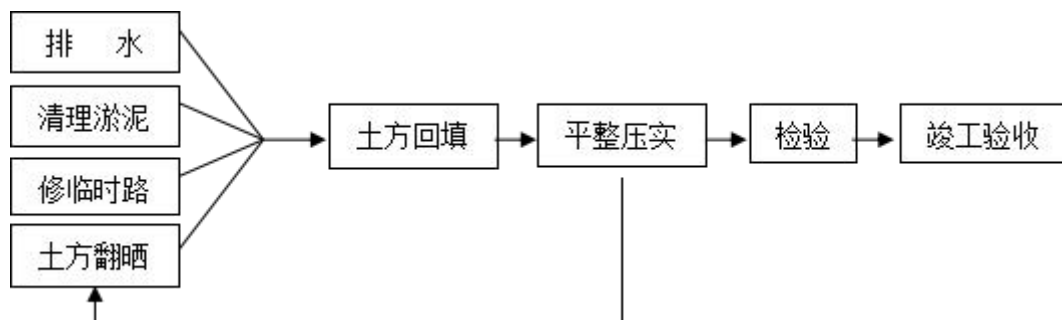 排 水
清理淤泥
修临时路
土方翻晒
土方回填
平整压实
检验
竣工验收